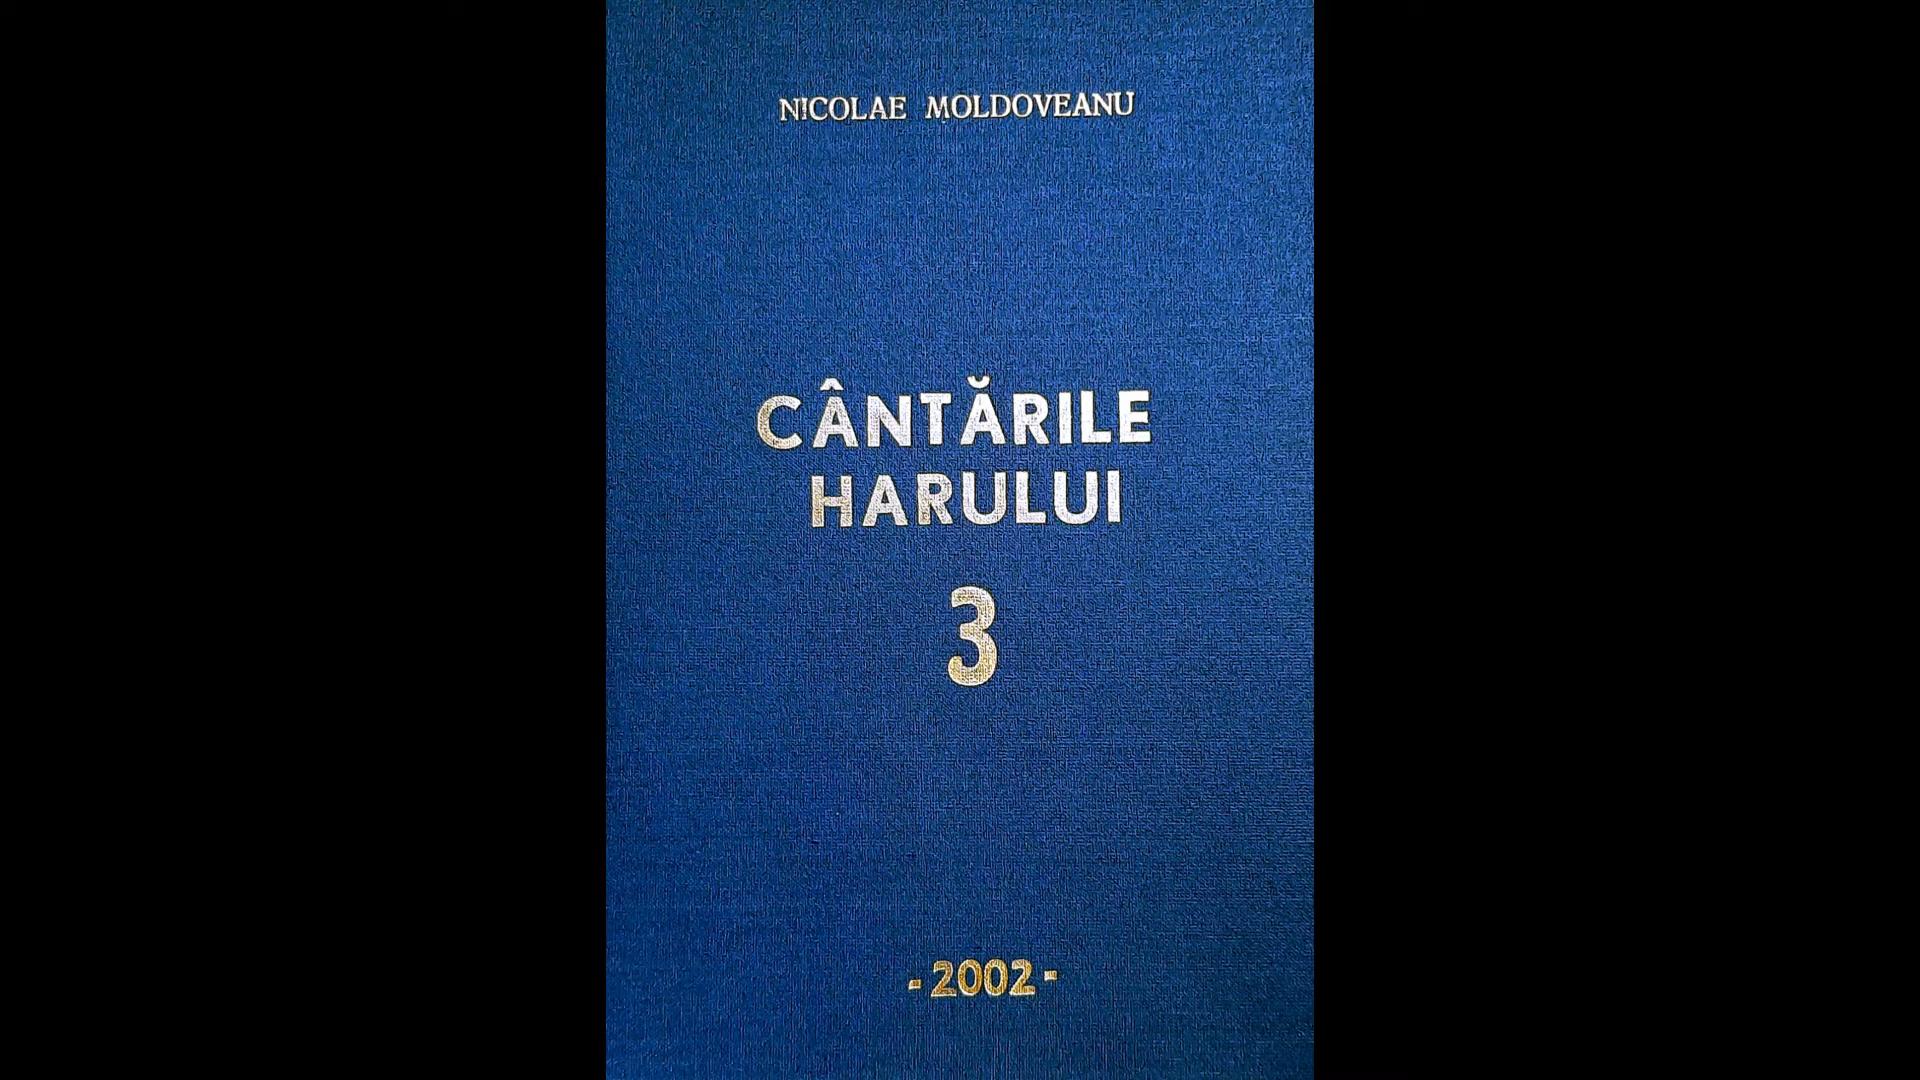 NICOLAE MOLDOVEANU
CÂNTĂRILE
HARULUI
3
- 2002 -